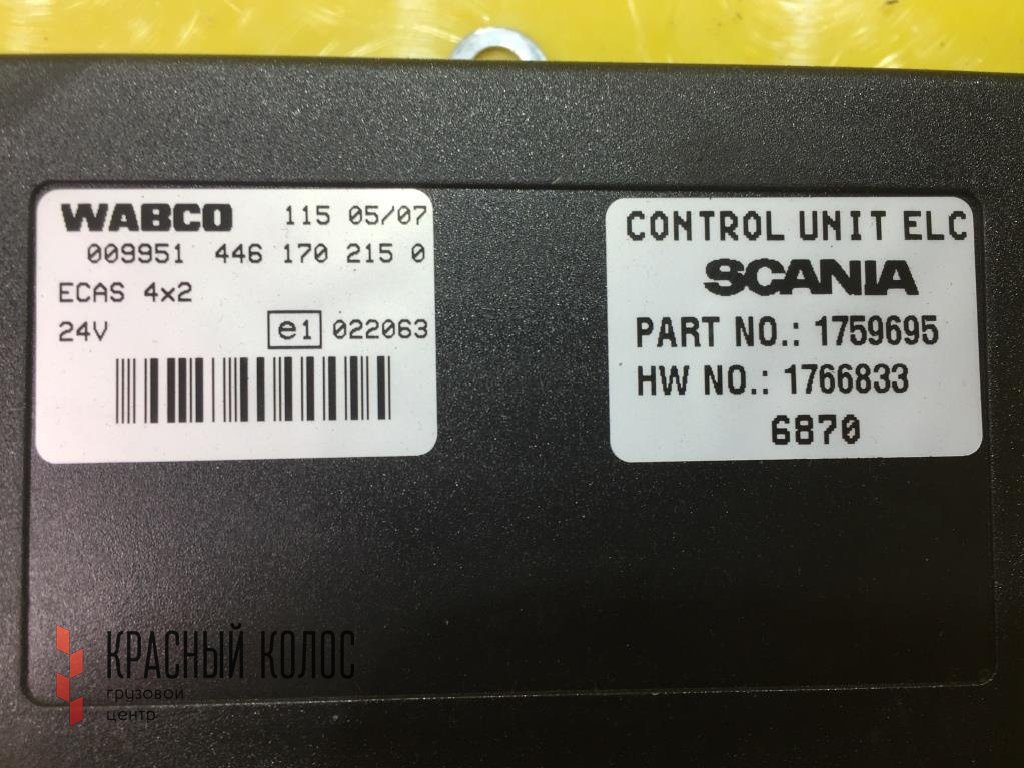 WABCO 115 05/07
009951 446 170 215 0
ECAS 4x2
24V e1 022063
CONTROL UNIT ELC
SCANIA
PART NO.: 1759695
HW NO.: 1766833
6870
КРАСНЫЙ КОЛОС
грузовой
центр